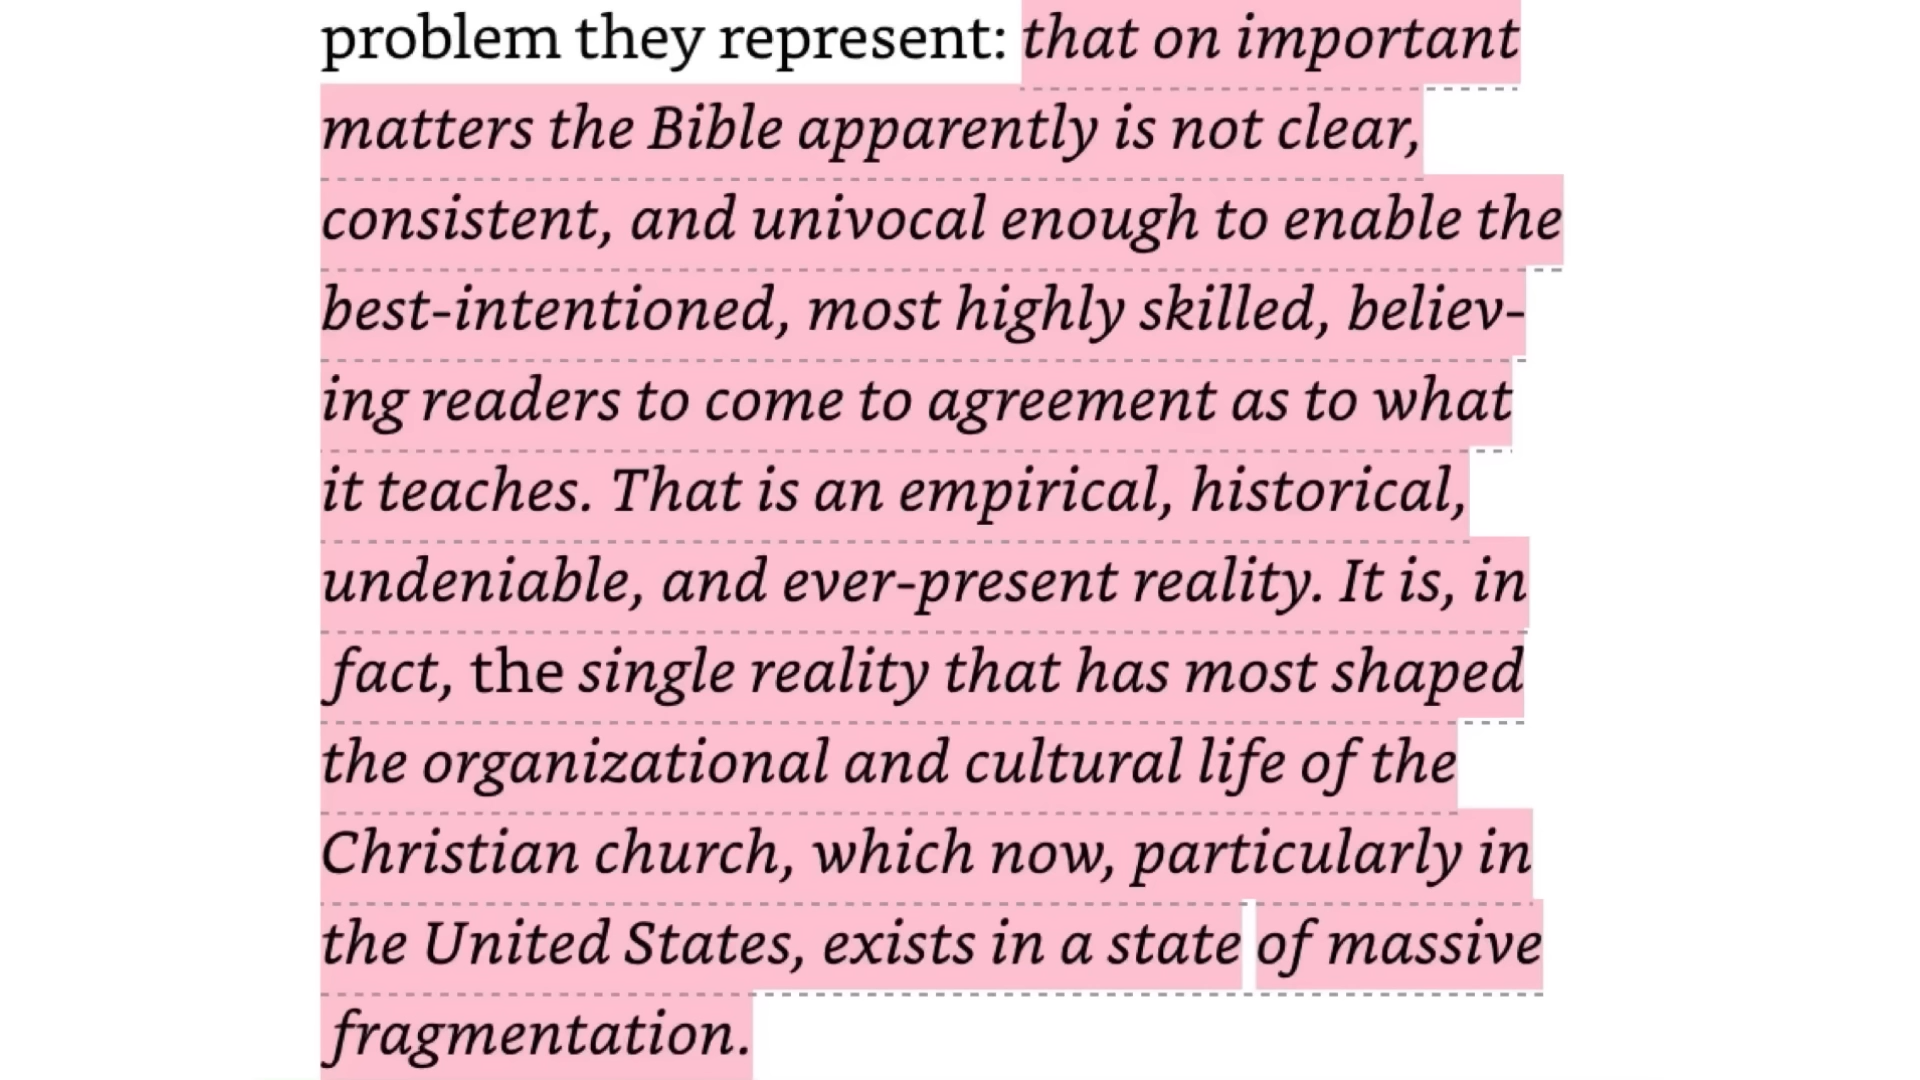 problem they represent: that on important
matters the Bible apparently is not clear,
consistent, and univocal enough to enable the
best-intentioned, most highly skilled, believ-
ing readers to come to agreement as to what
it teaches. That is an empirical, historical,
undeniable, and ever-present reality. It is, in
fact, the single reality that has most shaped
the organizational and cultural life of the
Christian church, which now, particularly in
the United States, exists in a state of massive
fragmentation.